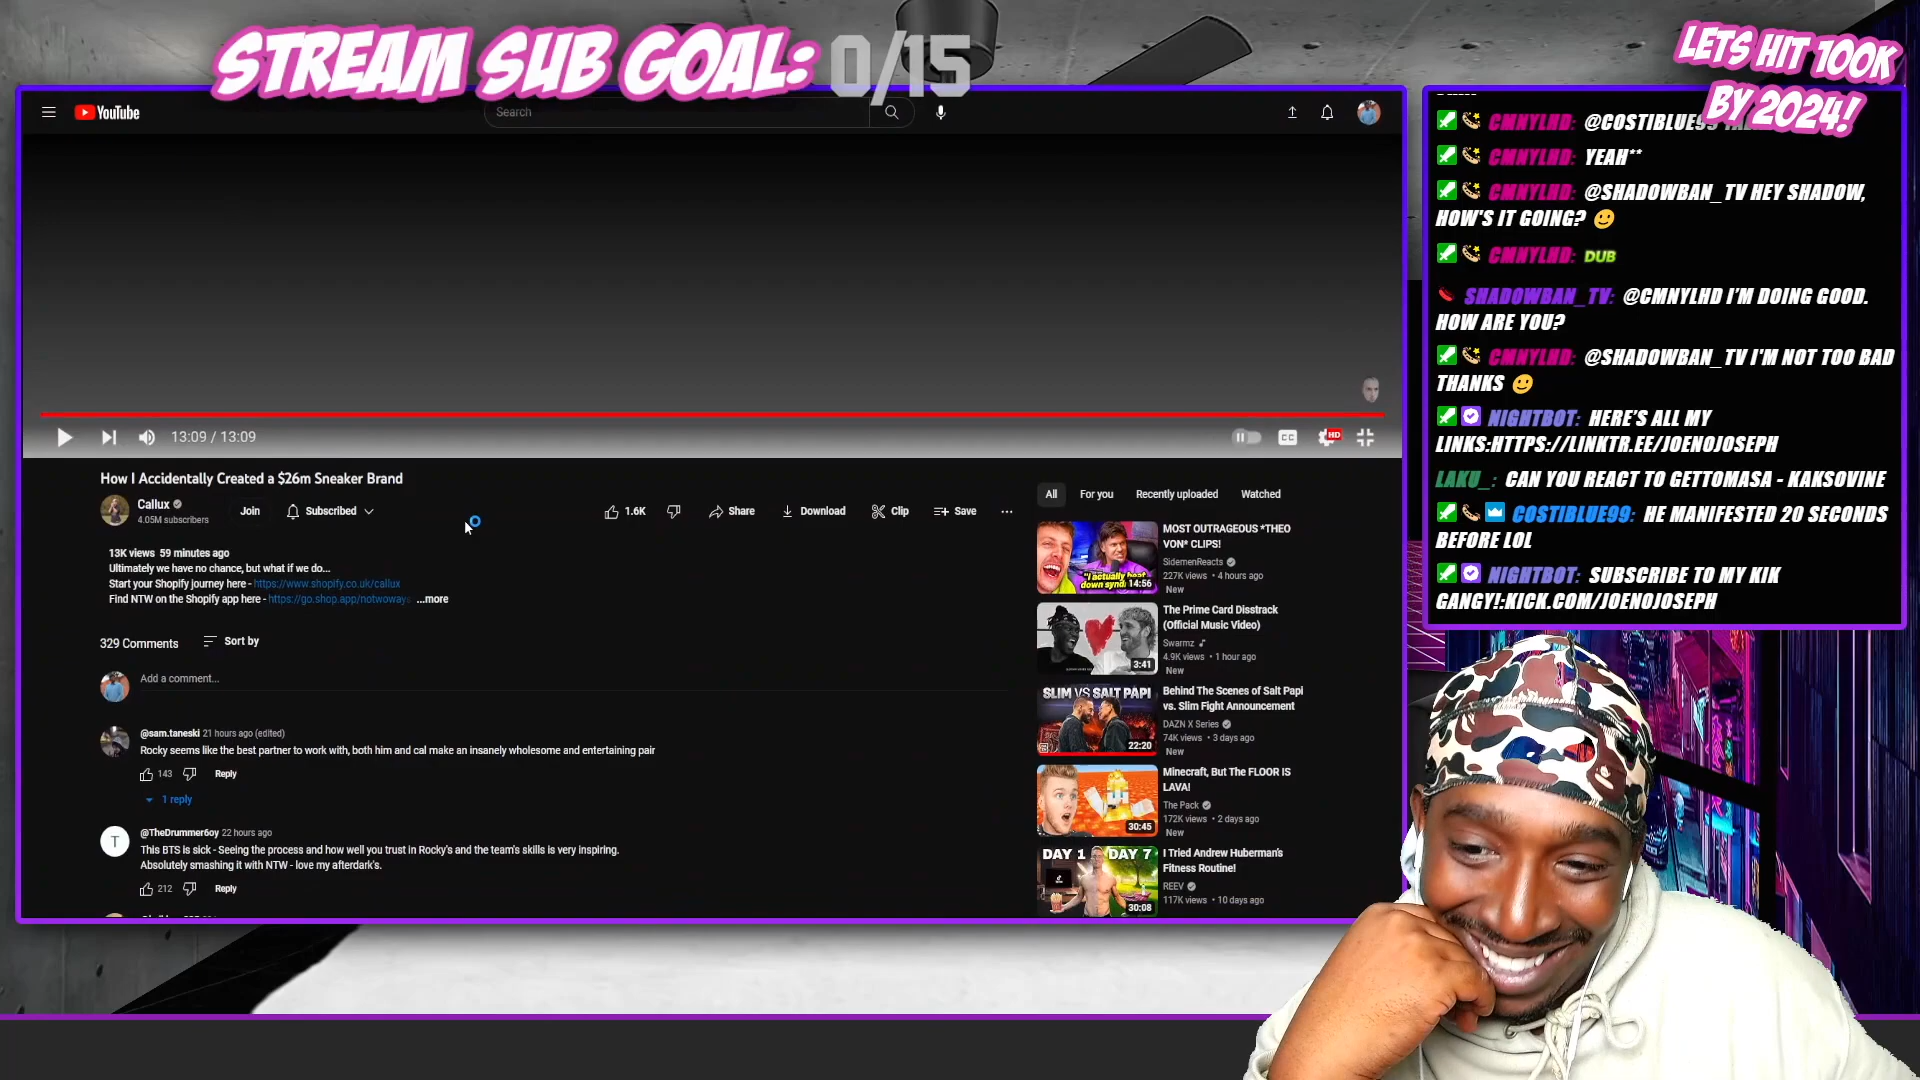 STREAM SUB GOAL: 0/15
LETS HIT 100K
BY 2024!
YouTube
Search
13:09 / 13:09
CC
HD
How I Accidentally Created a $26m Sneaker Brand
Callux
4.05M subscribers
Join
Subscribed
1.6K
Share
Download
Clip
Save
13K views 59 minutes ago
Ultimately we have no chance, but what if we do...
Start your Shopify journey here - https://www.shopify.co.uk/callux
Find NTW on the Shopify app here - https://go.shop.app/notwoways ...more
329 Comments
Sort by
Add a comment...
@sam.taneski 21 hours ago (edited)
Rocky seems like the best partner to work with, both him and cal make an insanely wholesome and entertaining pair
143
Reply
1 reply
T
@TheDrummer6oy 22 hours ago
This BTS is sick - Seeing the process and how well you trust in Rocky's and the team's skills is very inspiring.
Absolutely smashing it with NTW - love my afterdark's.
212
Reply
All
For you
Recently uploaded
Watched
"I actually beat
down synd
14:56
MOST OUTRAGEOUS *THEO
VON* CLIPS!
SidemenReacts
227K views • 4 hours ago
New
3:41
The Prime Card Disstrack
(Official Music Video)
Swarmz
4.9K views • 1 hour ago
New
SLIM VS SALT PAPI
22:20
Behind The Scenes of Salt Papi
vs. Slim Fight Announcement
DAZN X Series
74K views • 3 days ago
New
30:45
Minecraft, But The FLOOR IS
LAVA!
The Pack
172K views • 2 days ago
New
DAY 1 DAY 7
30:08
I Tried Andrew Huberman's
Fitness Routine!
REEV
117K views • 10 days ago
CMNYLHD: @COSTIBLUE99
CMNYLHD: YEAH**
CMNYLHD: @SHADOWBAN_TV HEY SHADOW,
HOW'S IT GOING?
CMNYLHD: DUB
SHADOWBAN_TV: @CMNYLHD I'M DOING GOOD.
HOW ARE YOU?
CMNYLHD: @SHADOWBAN_TV I'M NOT TOO BAD
THANKS
NIGHTBOT: HERE'S ALL MY
LINKS:HTTPS://LINKTR.EE/JOENOJOSEPH
LAKU_: CAN YOU REACT TO GETTOMASA - KAKSOVINE
COSTIBLUE99: HE MANIFESTED 20 SECONDS
BEFORE LOL
NIGHTBOT: SUBSCRIBE TO MY KIK
GANGY!:KICK.COM/JOENOJOSEPH